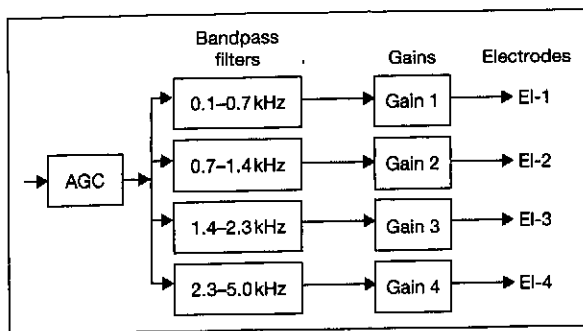 Bandpass
filters Gains Electrodes
0.1–0.7 kHz Gain 1 El-1
0.7–1.4 kHz Gain 2 El-2
AGC
1.4–2.3 kHz Gain 3 El-3
2.3–5.0 kHz Gain 4 El-4